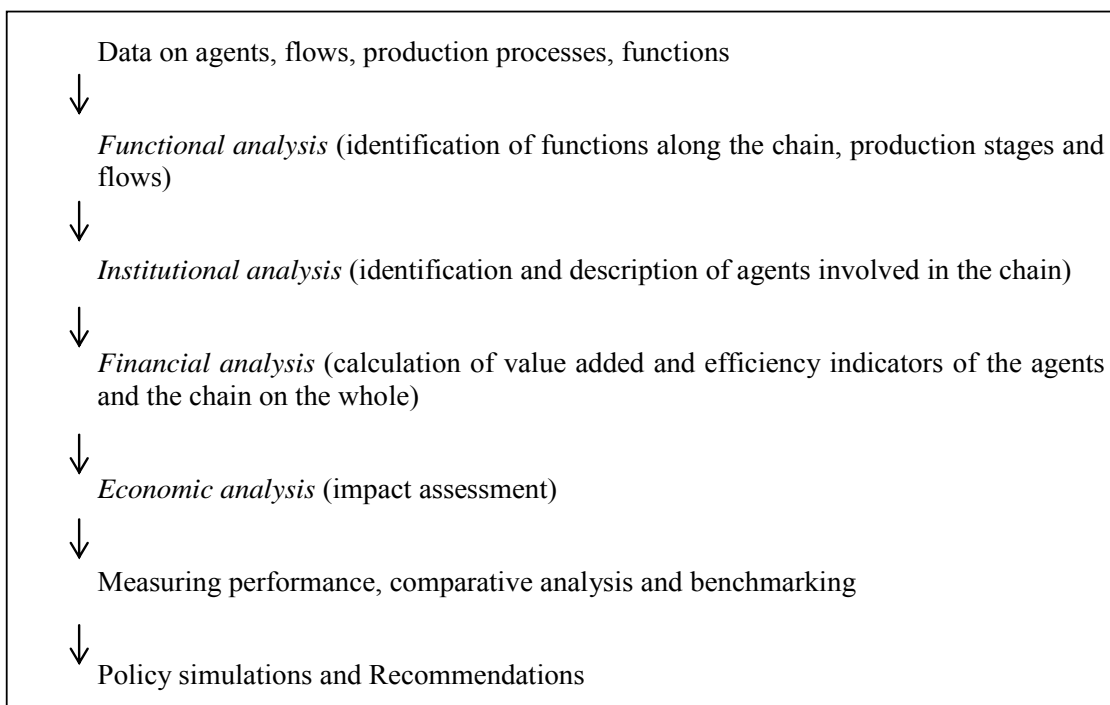 Data on agents, flows, production processes, functions
Functional analysis (identification of functions along the chain, production stages and
flows)
Institutional analysis (identification and description of agents involved in the chain)
Financial analysis (calculation of value added and efficiency indicators of the agents
and the chain on the whole)
Economic analysis (impact assessment)
Measuring performance, comparative analysis and benchmarking
Policy simulations and Recommendations